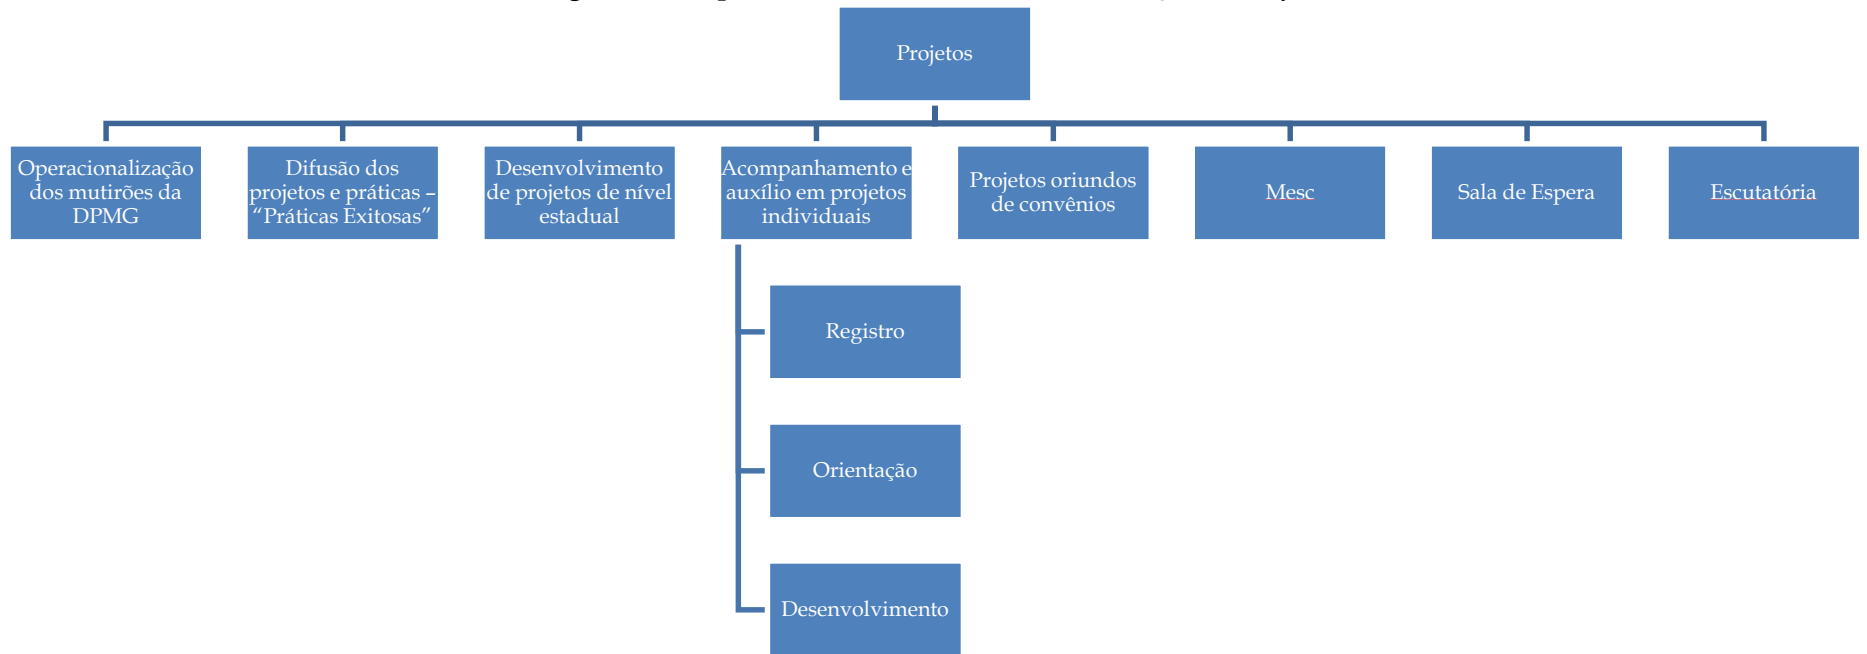 Projetos
Operacionalização
dos mutirões da
DPMG
Difusão dos
projetos e práticas –
“Práticas Exitosas”
Desenvolvimento
de projetos de nível
estadual
Acompanhamento e
auxílio em projetos
individuais
Projetos oriundos
de convênios
Mesc
Sala de Espera
Escutatória
Registro
Orientação
Desenvolvimento